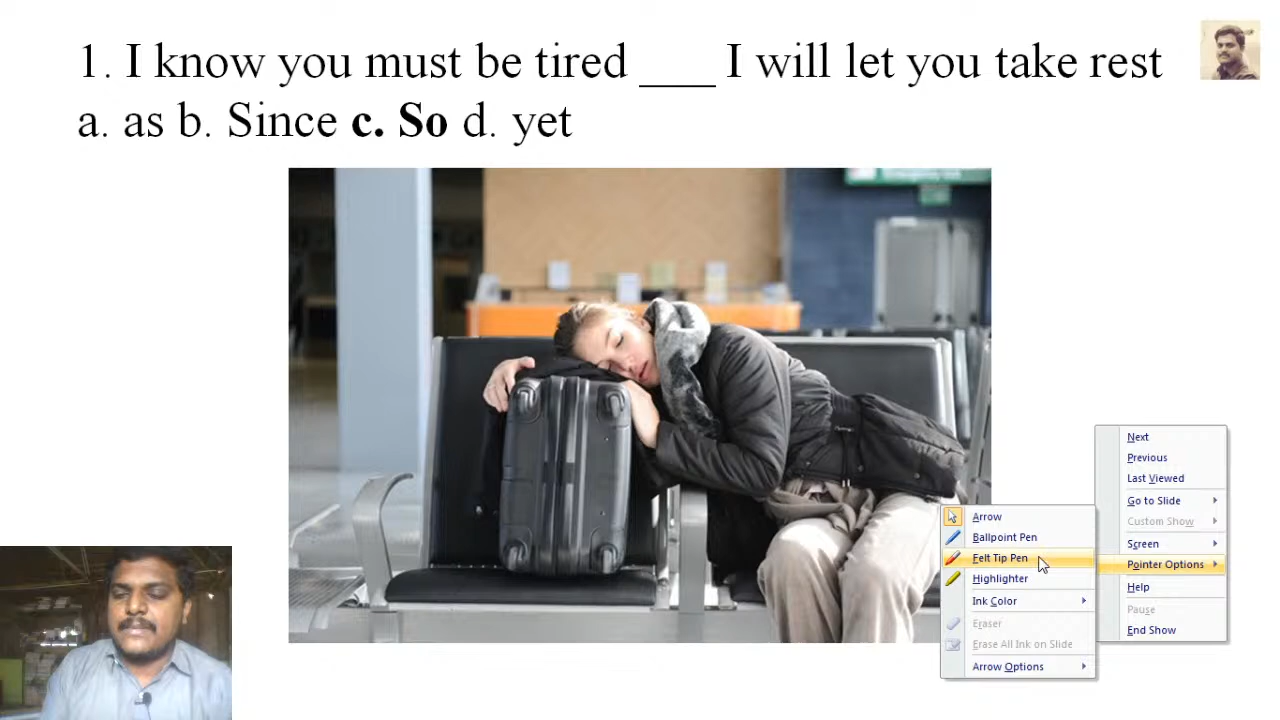 1. I know you must be tired ___ I will let you take rest
a. as b. Since c. So d. yet
Next
Previous
Last Viewed
Go to Slide
Custom Show
Screen
Pointer Options
Help
Pause
End Show
Arrow
Ballpoint Pen
Felt Tip Pen
Highlighter
Ink Color
Eraser
Erase All Ink on Slide
Arrow Options